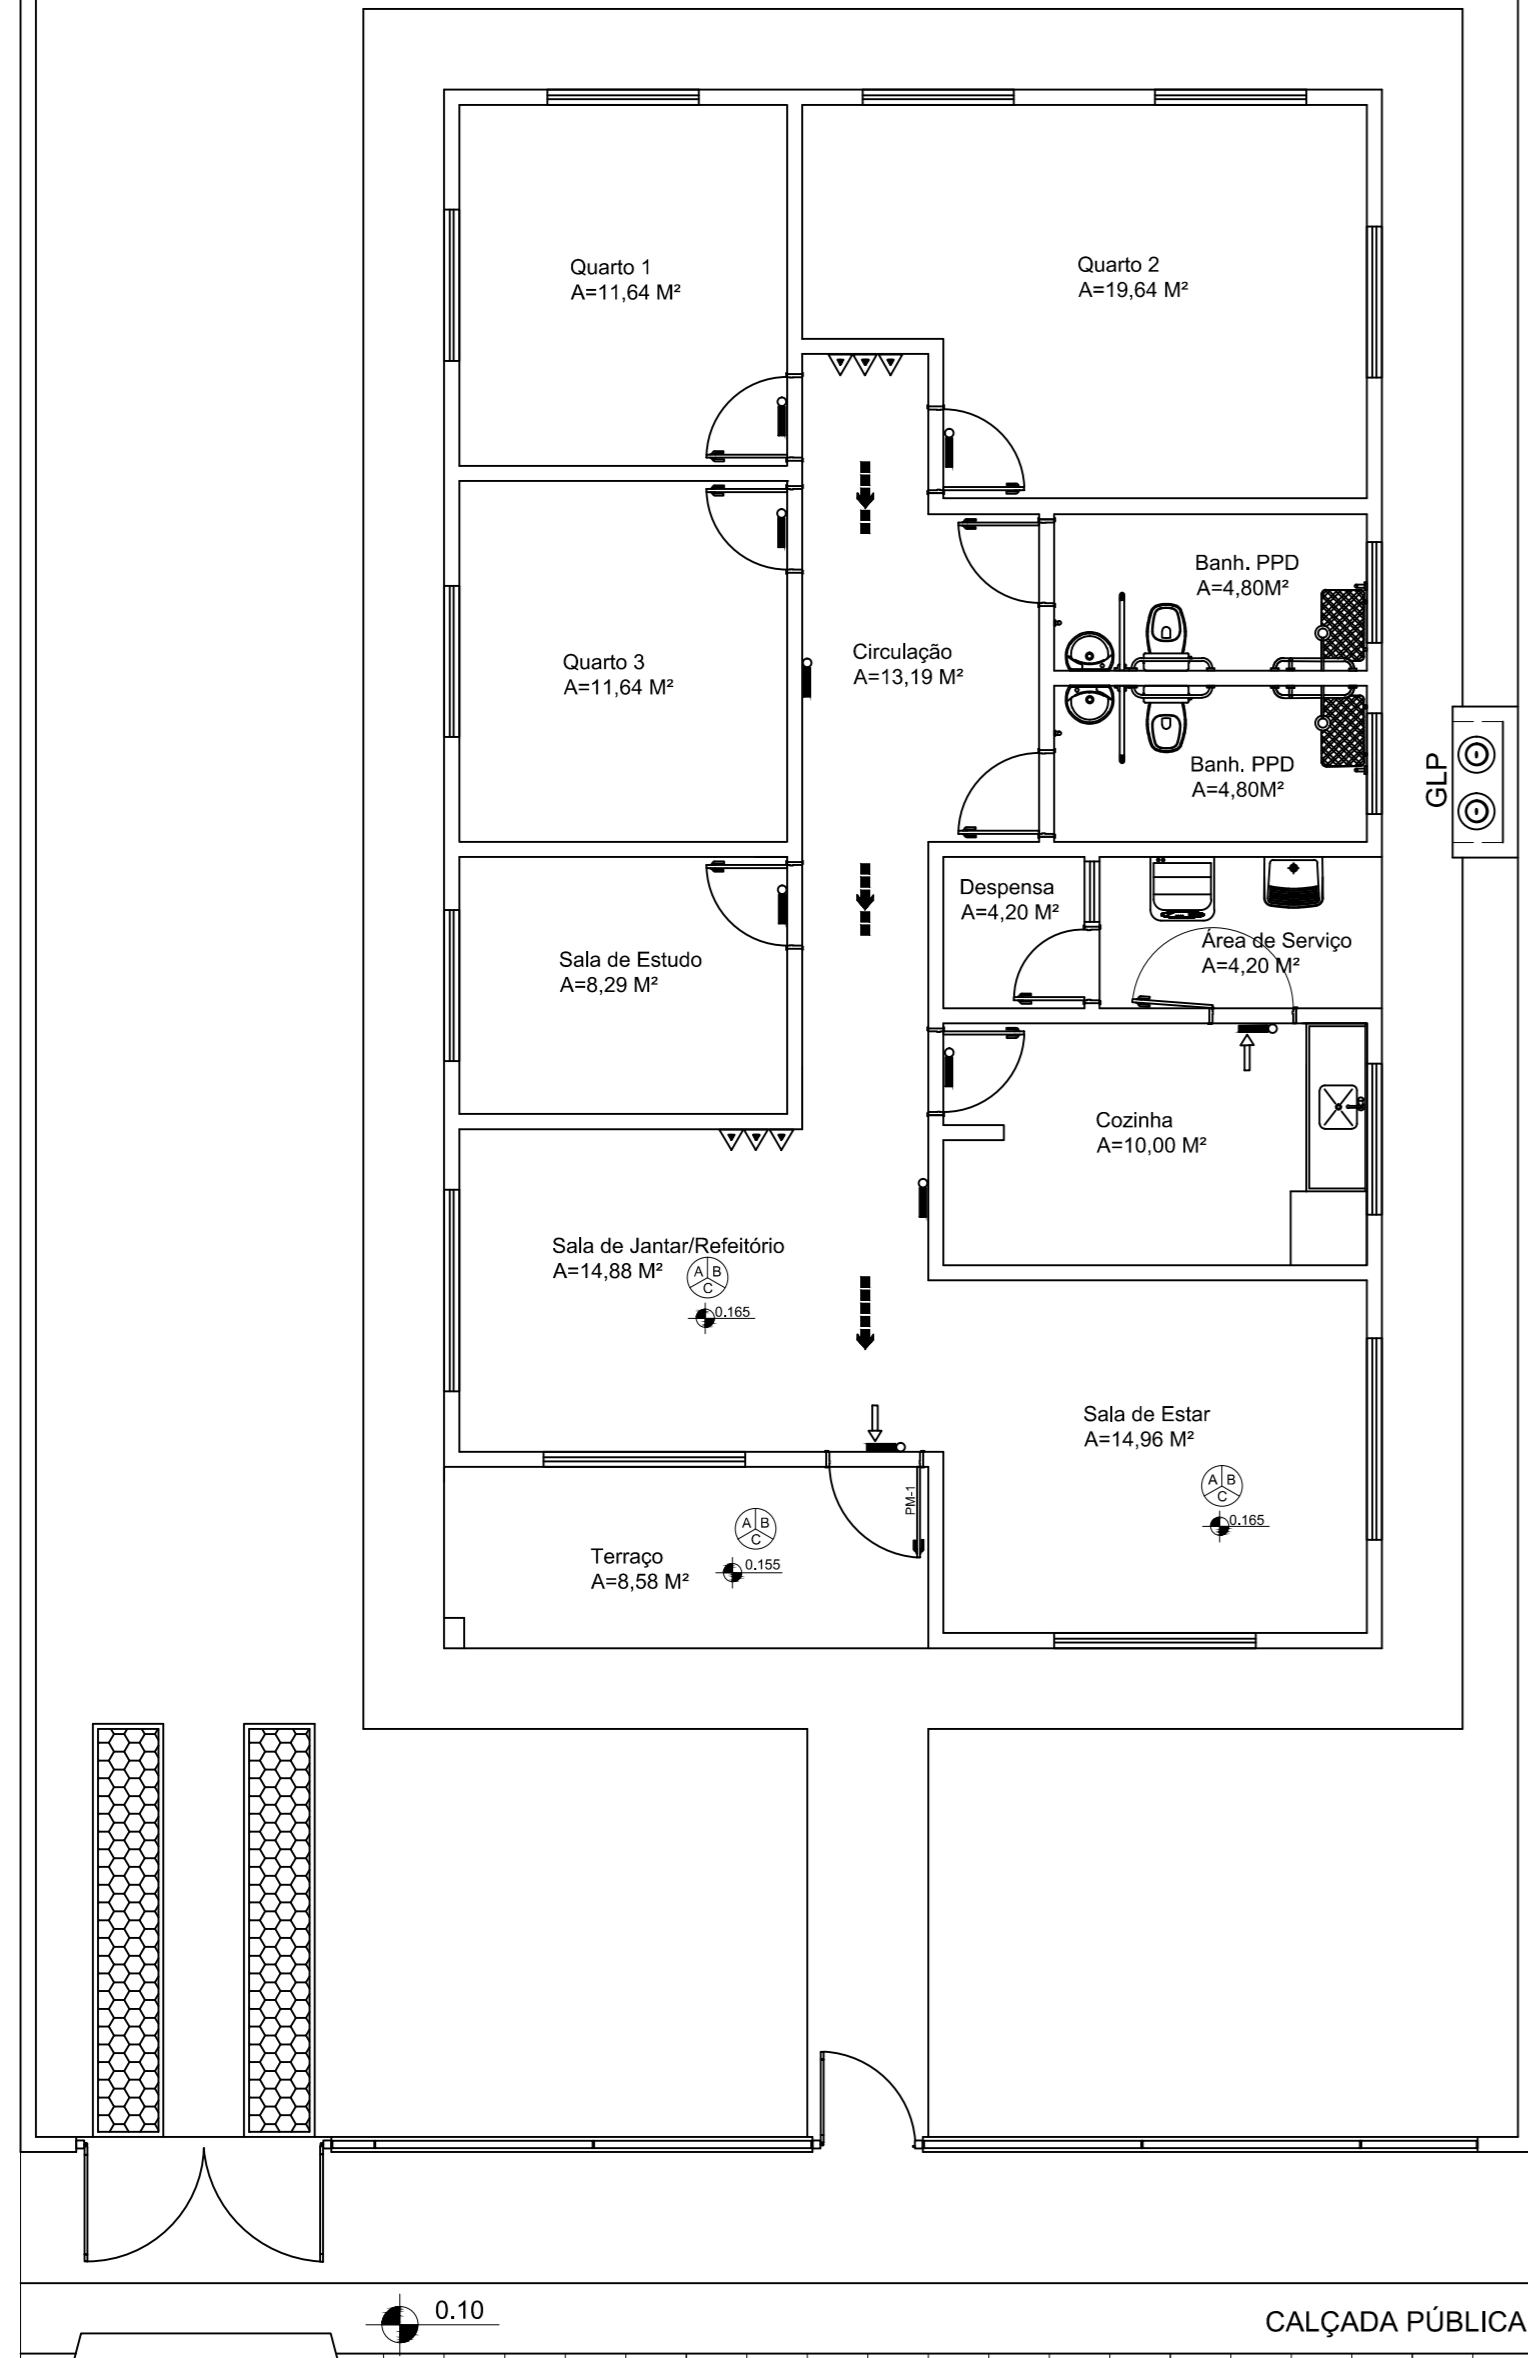 Quarto 1
A=11,64 M²
Quarto 2
A=19,64 M²
Banh. PPD
A=4,80M²
Circulação
A=13,19 M²
Quarto 3
A=11,64 M²
Banh. PPD
A=4,80M²
GLP
Despensa
A=4,20 M²
Área de Serviço
A=4,20 M²
Sala de Estudo
A=8,29 M²
Cozinha
A=10,00 M²
Sala de Jantar/Refeitório
A=14,88 M²
A B
C
0.165
Sala de Estar
A=14,96 M²
A B
C
0.165
PM-1
A B
C
Terraço
A=8,58 M²
0.155
0.10
CALÇADA PÚBLICA